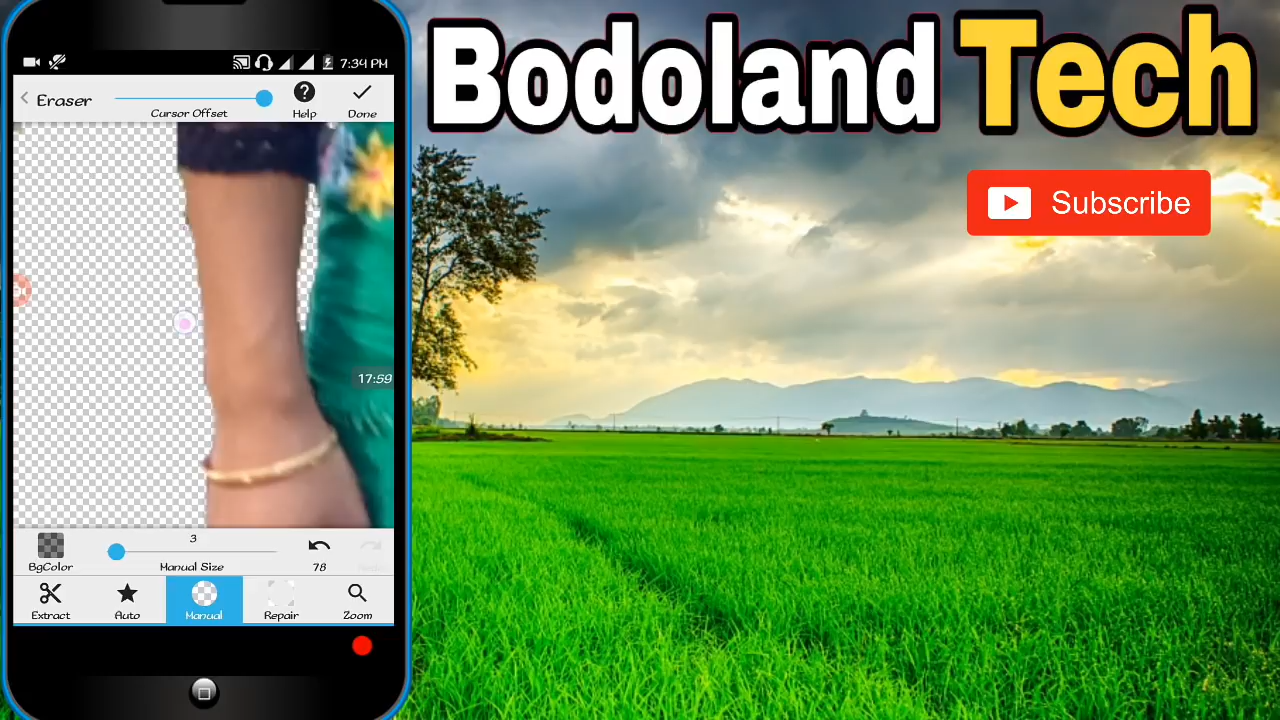 Bodoland Tech
Subscribe
7:34 PM
Eraser
Cursor Offset
Help
Done
17:59
3
BgColor
Manual Size
78
Extract
Auto
Manual
Repair
Zoom